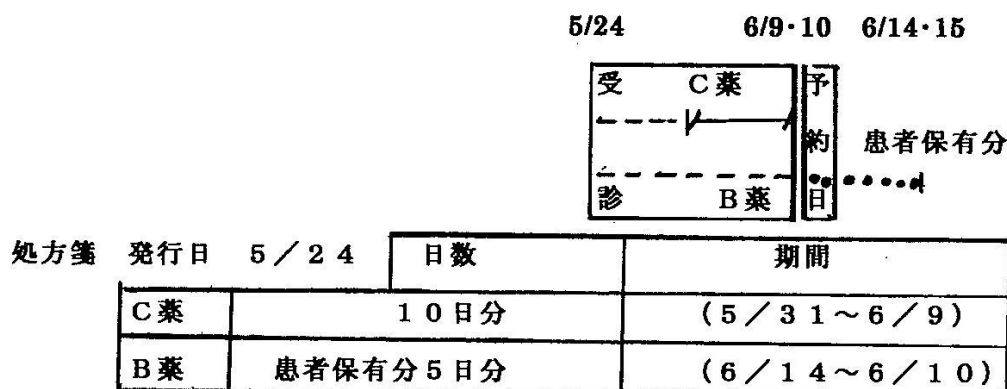 5/24 6/9・10 6/14・15
受 C薬 予
約 患者保有分
診 B薬 日
処方箋 発行日 5／24 日数 期間
C薬 10日分 (5／31～6／9)
B薬 患者保有分5日分 (6／14～6／10)